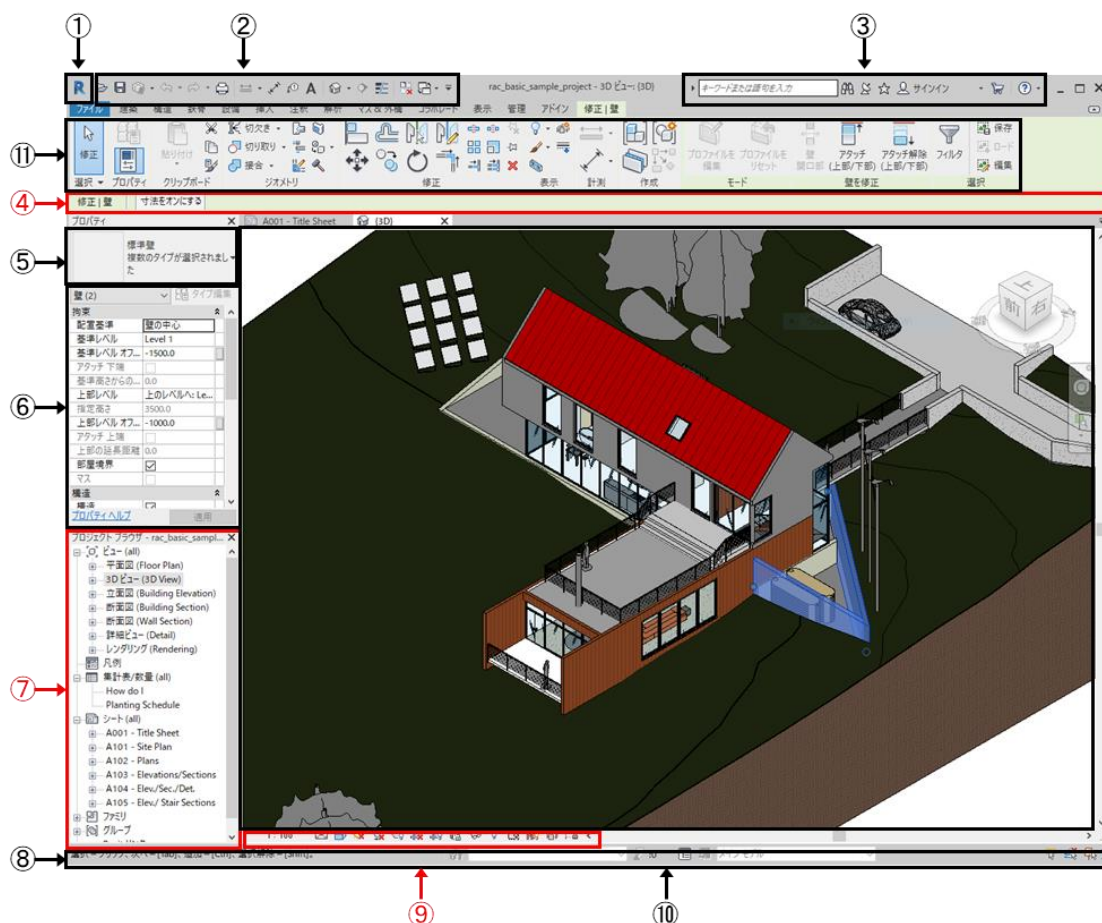 ① ② ③
R
A
rac_basic_sample_project - 3D ビュー: {3D}
キーワードまたは語句を入力
サインイン
ファイル 建築 構造 鉄骨 設備 挿入 注釈 解析 マス & 外構 コラボレート 表示 管理 アドイン 修正 | 壁
⑪
修正
貼り付け
切欠き
切り取り
接合
プロファイルを編集
プロファイルをリセット
壁開口部
アタッチ (上部/下部)
アタッチ解除 (上部/下部)
フィルタ
保存
ロード
編集
選択 プロパティ クリップボード ジオメトリ 修正 表示 計測 作成 モード 壁を修正 選択
④
修正 | 壁 寸法をオンにする
プロパティ
A001 - Title Sheet
{3D}
⑤
標準壁
複数のタイプが選択されまし
た
⑥
壁 (2) タイプ編集
拘束
配置基準 壁の中心
基準レベル Level 1
基準レベル オフ... -1500.0
アタッチ 下端
基準高さからの... 0.0
上部レベル 上のレベルへ: Le...
指定高さ 3500.0
上部レベル オフ... -1000.0
アタッチ 上端
上部の延長距離 0.0
部屋境界
マス
構造
構造
プロパティ ヘルプ 適用
上
前 右
⑦
プロジェクト ブラウザ - rac_basic_sampl...
ビュー (all)
平面図 (Floor Plan)
3D ビュー (3D View)
立面図 (Building Elevation)
断面図 (Building Section)
断面図 (Wall Section)
詳細ビュー (Detail)
レンダリング (Rendering)
凡例
集計表/数量 (all)
How do I
Planting Schedule
シート (all)
A001 - Title Sheet
A101 - Site Plan
A102 - Plans
A103 - Elevations/Sections
A104 - Elev./Sec./Det.
A105 - Elev./ Stair Sections
ファミリ
グループ
1 : 100
⑧
⑨ ⑩